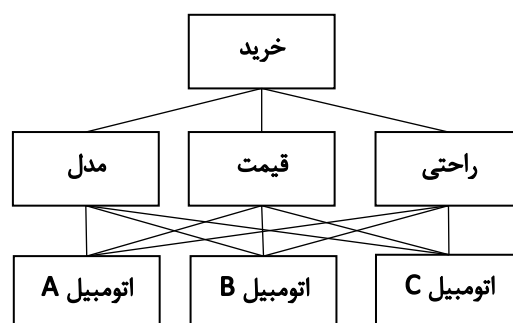 خرید
راحتی
قیمت
مدل
اتومبیل C
اتومبیل B
اتومبیل A